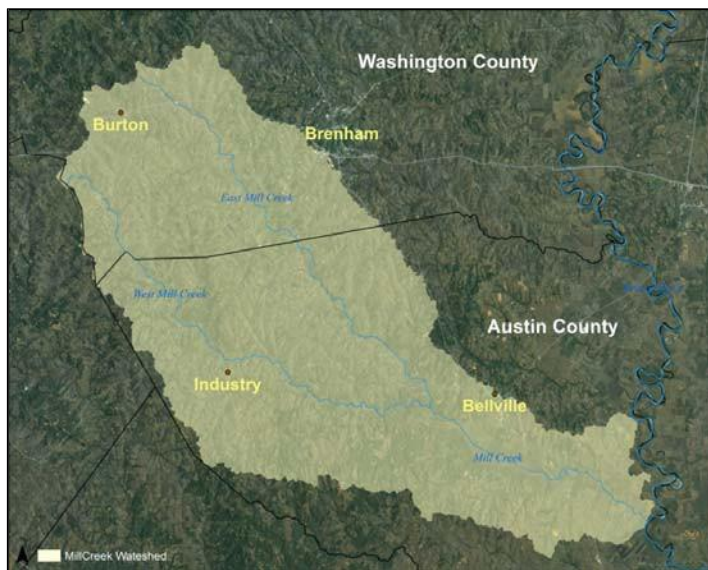 Washington County
Burton
Brenham
East Mill Creek
West Mill Creek
Austin County
Industry
Bellville
Mill Creek
MillCreek Wateshed